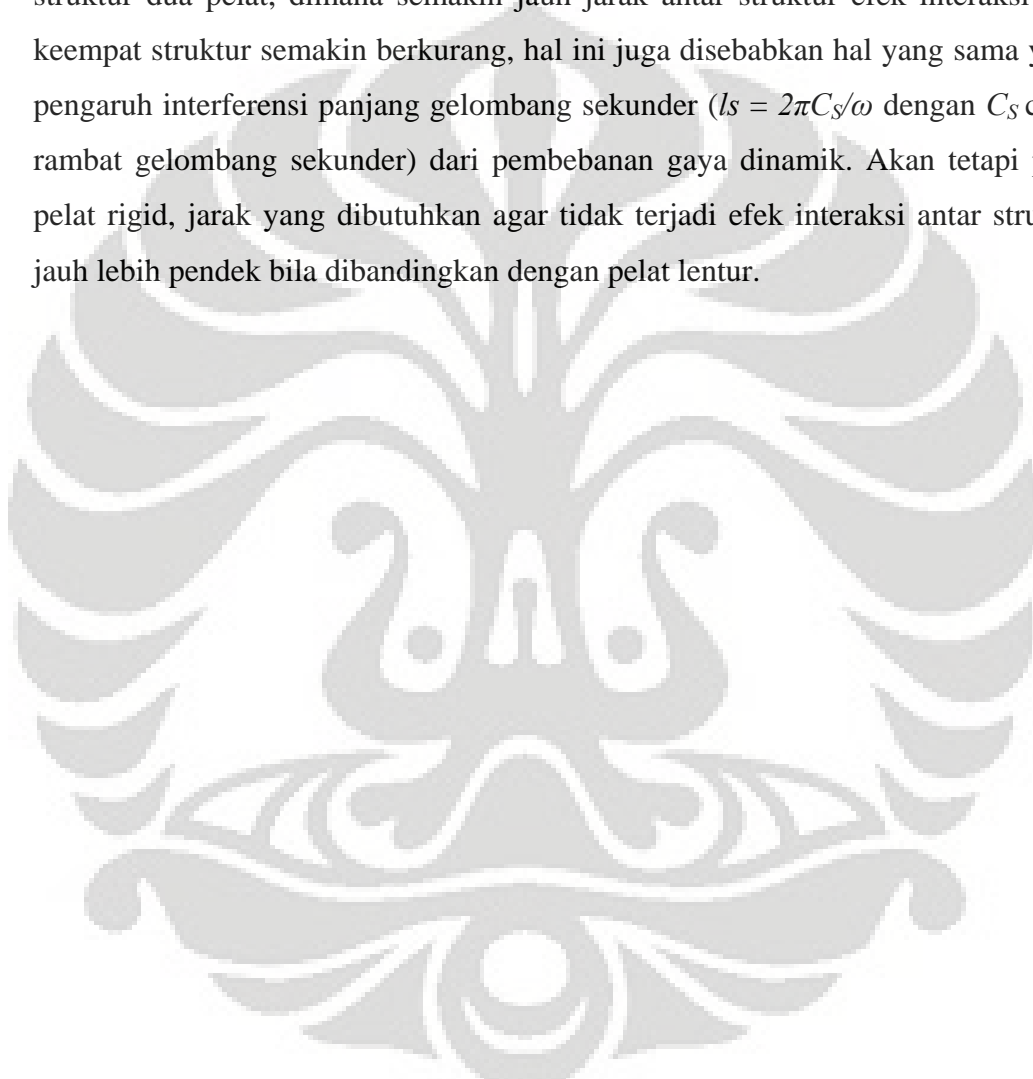 struktur dua pelat, dimana semakin jauh jarak antar struktur efek interaksi
keempat struktur semakin berkurang, hal ini juga disebabkan hal yang sama
pengaruh interferensi panjang gelombang sekunder (ls = 2πC_S/ω dengan C_S
rambat gelombang sekunder) dari pembebanan gaya dinamik. Akan tetapi
pelat rigid, jarak yang dibutuhkan agar tidak terjadi efek interaksi antar
jauh lebih pendek bila dibandingkan dengan pelat lentur.